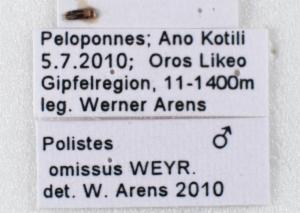 Peloponnes; Ano Kotili
5.7.2010; Oros Likeo
Gipfelregion, 11-1400m
leg. Werner Arens
Polistes ♂
omissus WEYR.
det. W. Arens 2010